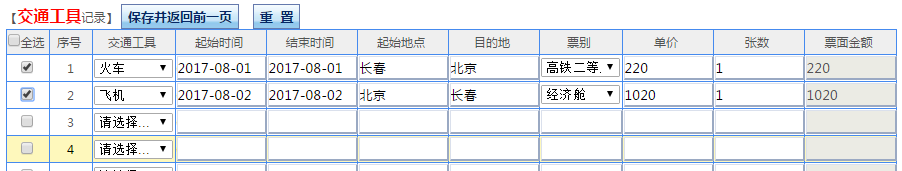 【交通工具记录】 保存并返回前一页 重 置
全选 序号 交通工具 起始时间 结束时间 起始地点 目的地 票别 单价 张数 票面金额
1 火车 2017-08-01 2017-08-01 长春 北京 高铁二等. 220 1 220
2 飞机 2017-08-02 2017-08-02 北京 长春 经济舱 1020 1 1020
3 请选择...
4 请选择...